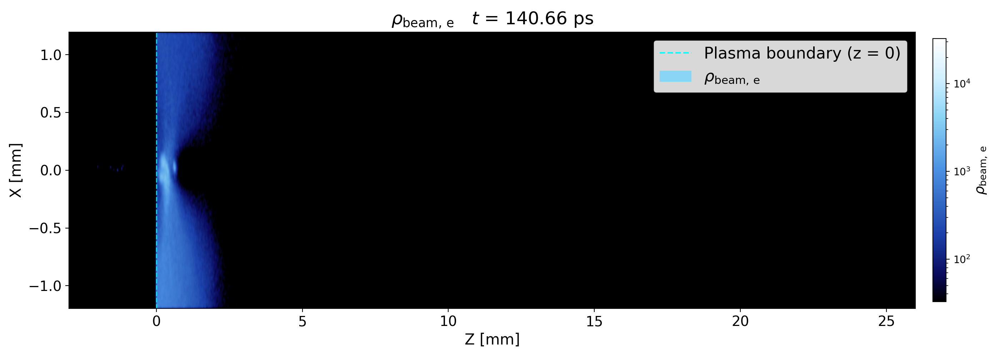 ρbeam, e t = 140.66 ps
Plasma boundary (z = 0)
ρbeam, e
1.0
0.5
0.0
−0.5
−1.0
X [mm]
0 5 10 15 20 25
Z [mm]
10⁴
10³
10²
ρbeam, e